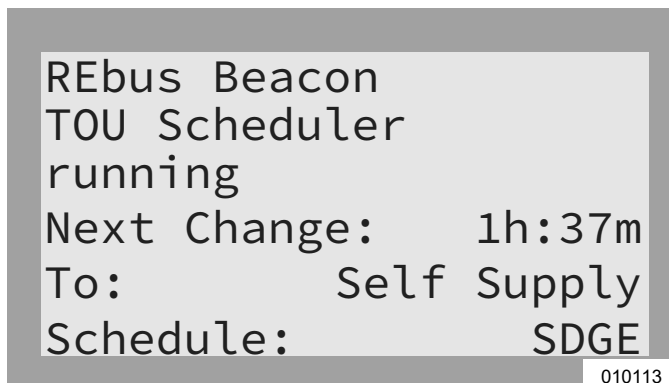 REbus Beacon
TOU Scheduler
running
Next Change: 1h:37m
To: Self Supply
Schedule: SDGE
010113